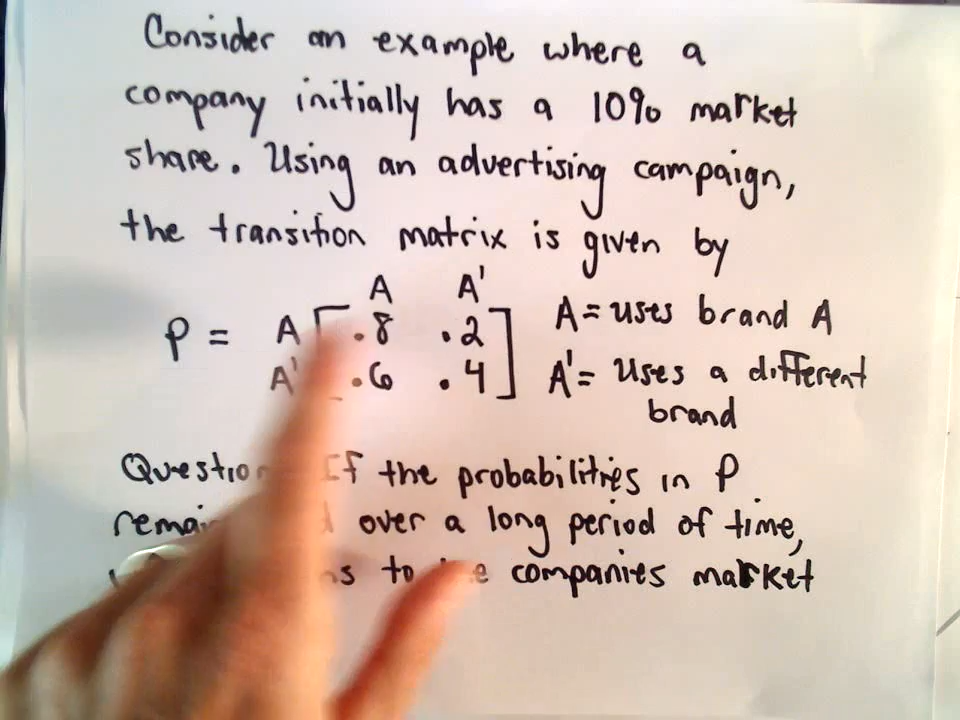 Consider an example where a
company initially has a 10% market
share. Using an advertising campaign,
the transition matrix is given by
A A'
P = A [ .8 .2 ] A = uses brand A
A' .6 .4 A' = uses a different
brand
If the probabilities in P
over a long period of time,
to companies market